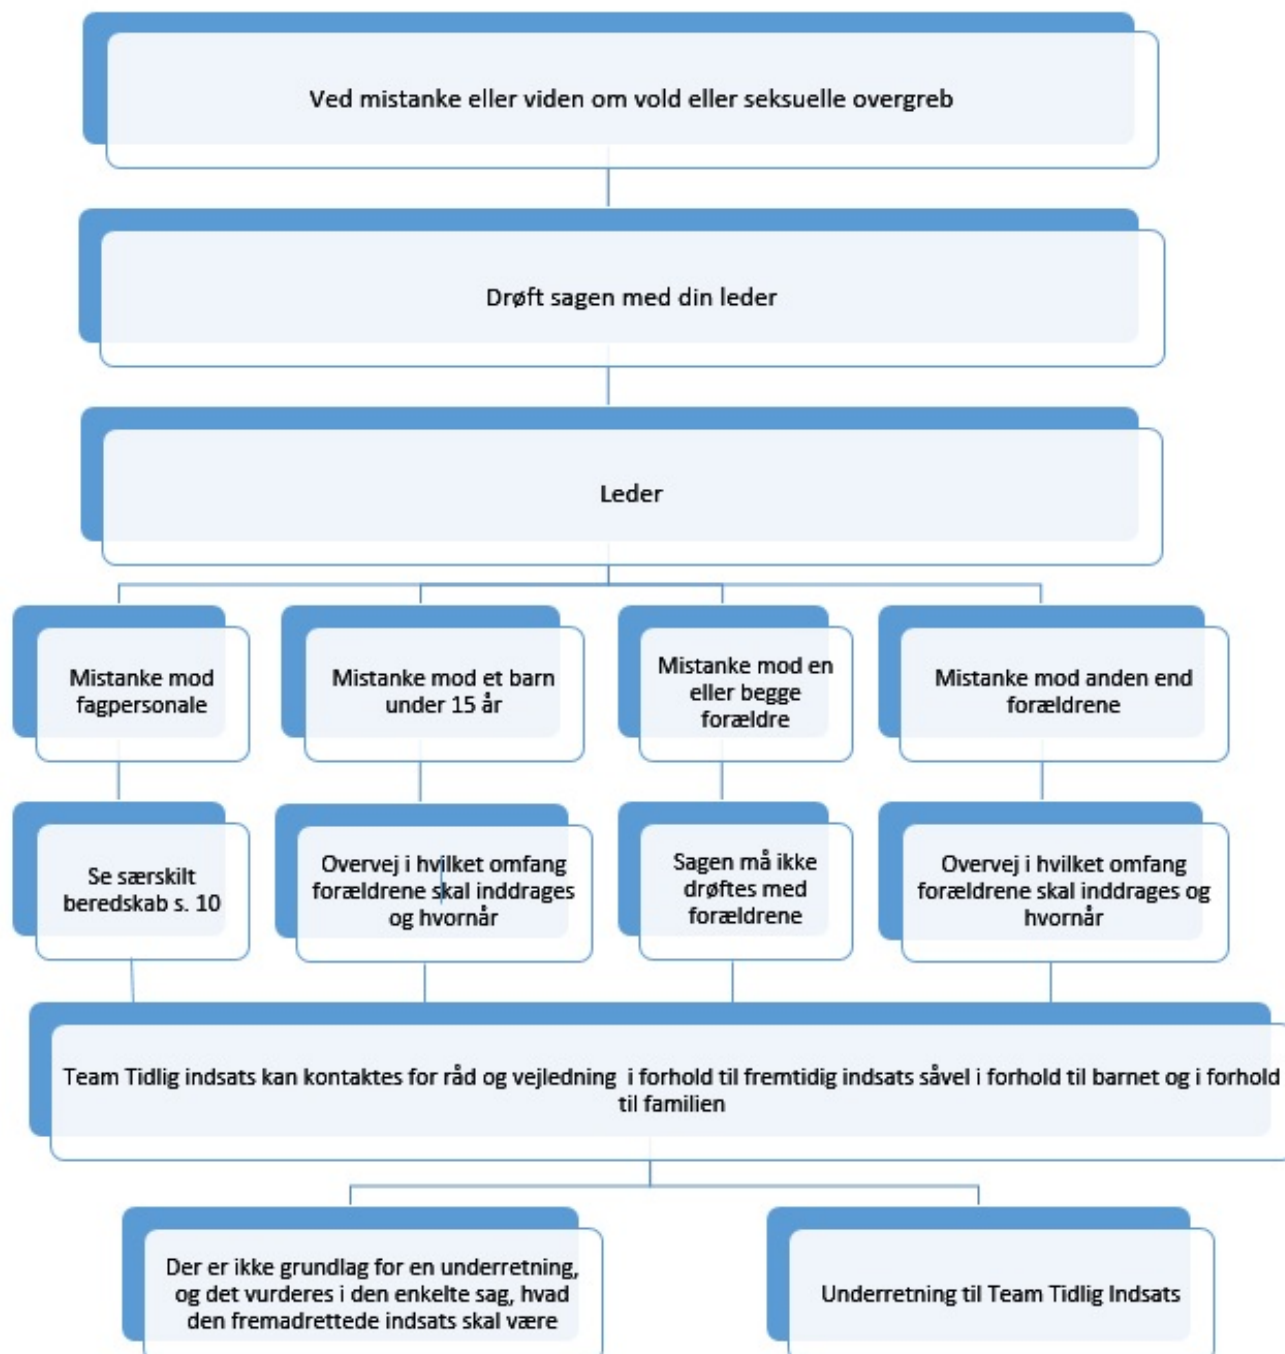 Ved mistanke eller viden om vold eller seksuelle overgreb
Drøft sagen med din leder
Leder
Mistanke mod
fagpersonale
Mistanke mod et barn
under 15 år
Mistanke mod en
eller begge
forældre
Mistanke mod anden end
forældrene
Se særskilt
beredskab s. 10
Overvej i hvilket omfang
forældrene skal inddrages
og hvornår
Sagen må ikke
drøftes med
forældrene
Overvej i hvilket omfang
forældrene skal inddrages og
hvornår
Team Tidlig indsats kan kontaktes for råd og vejledning i forhold til fremtidig indsats såvel i forhold til barnet og i forhold
til familien
Der er ikke grundlag for en underretning,
og det vurderes i den enkelte sag, hvad
den fremadrettede indsats skal være
Underretning til Team Tidlig Indsats